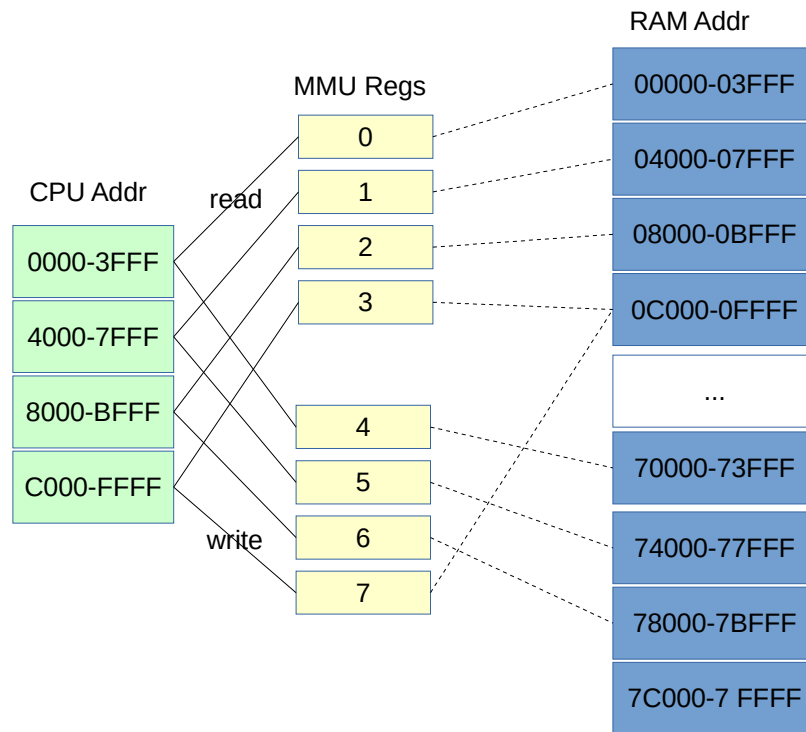 RAM Addr
00000-03FFF
MMU Regs
0
04000-07FFF
read
1
CPU Addr
08000-0BFFF
2
0000-3FFF
0C000-0FFFF
3
4000-7FFF
...
8000-BFFF
4
70000-73FFF
C000-FFFF
5
write
6
74000-77FFF
7
78000-7BFFF
7C000-7 FFFF